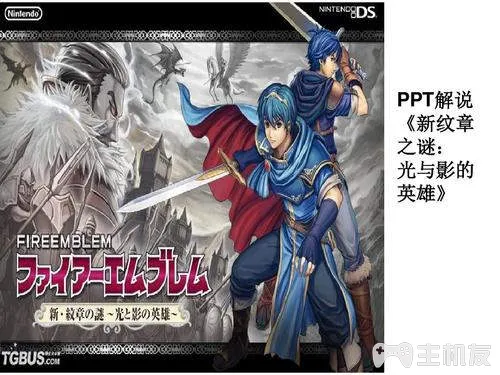 Nintendo
NINTENDO DS
PPT解说
《新纹章
之谜：
光与影的
英雄》
FIREEMBLEM
ファイアーエムブレム
新・紋章の謎 ～光と影の英雄～
TGBUS.COM
主机友